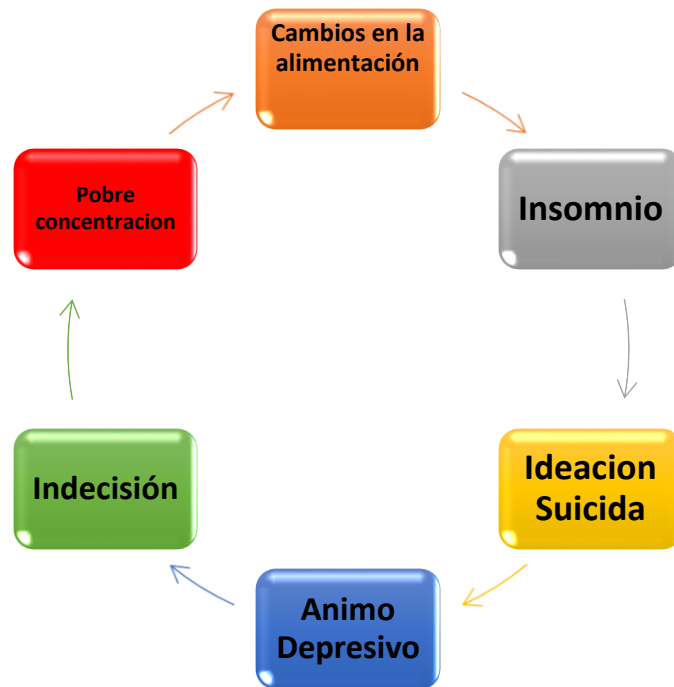 Cambios en la
alimentación
Insomnio
Ideacion
Suicida
Animo
Depresivo
Indecisión
Pobre
concentracion